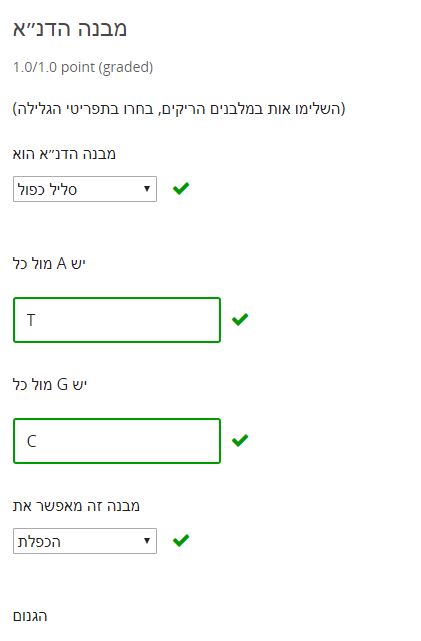 מבנה הדנ״א
1.0/1.0 point (graded)
(השלימו אות במלבנים הריקים, בחרו בתפריטי הגלילה)
מבנה הדנ״א הוא
סליל כפול
יש A מול כל
T
יש G מול כל
C
מבנה זה מאפשר את
הכפלת
הגנום